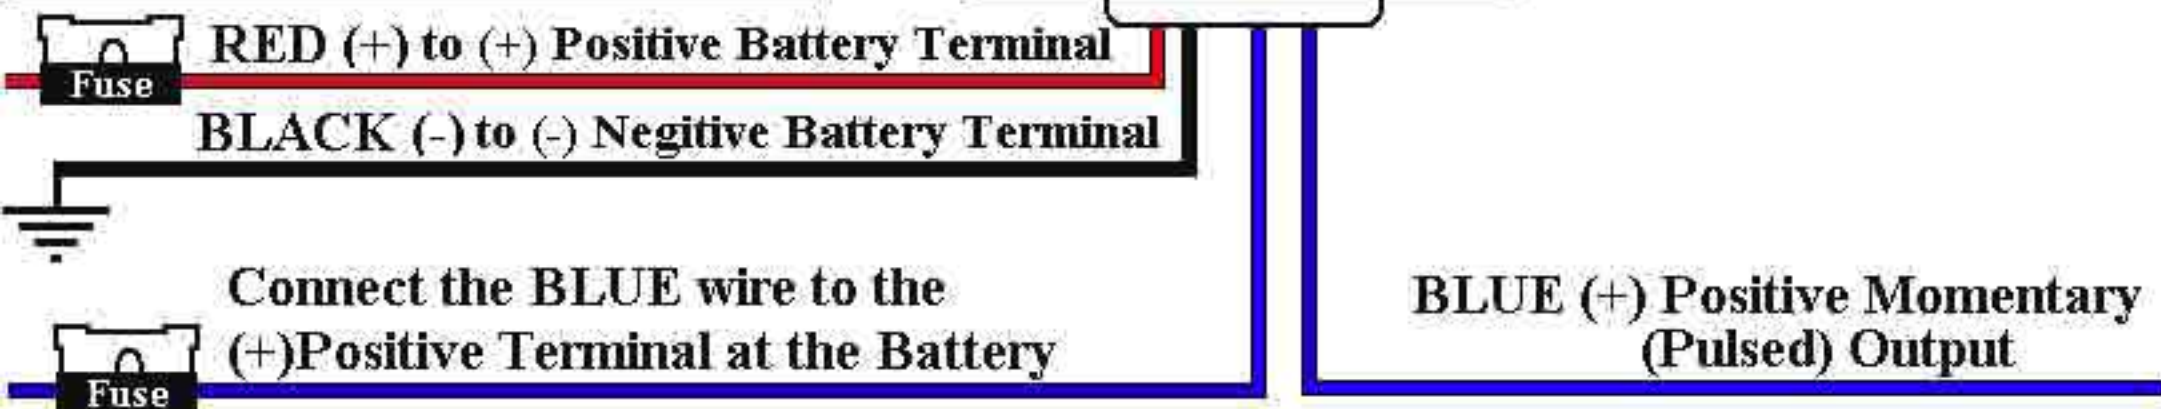 RED (+) to (+) Positive Battery Terminal
Fuse
BLACK (-) to (-) Negitive Battery Terminal
Connect the BLUE wire to the
(+)Positive Terminal at the Battery
Fuse
BLUE (+) Positive Momentary
(Pulsed) Output